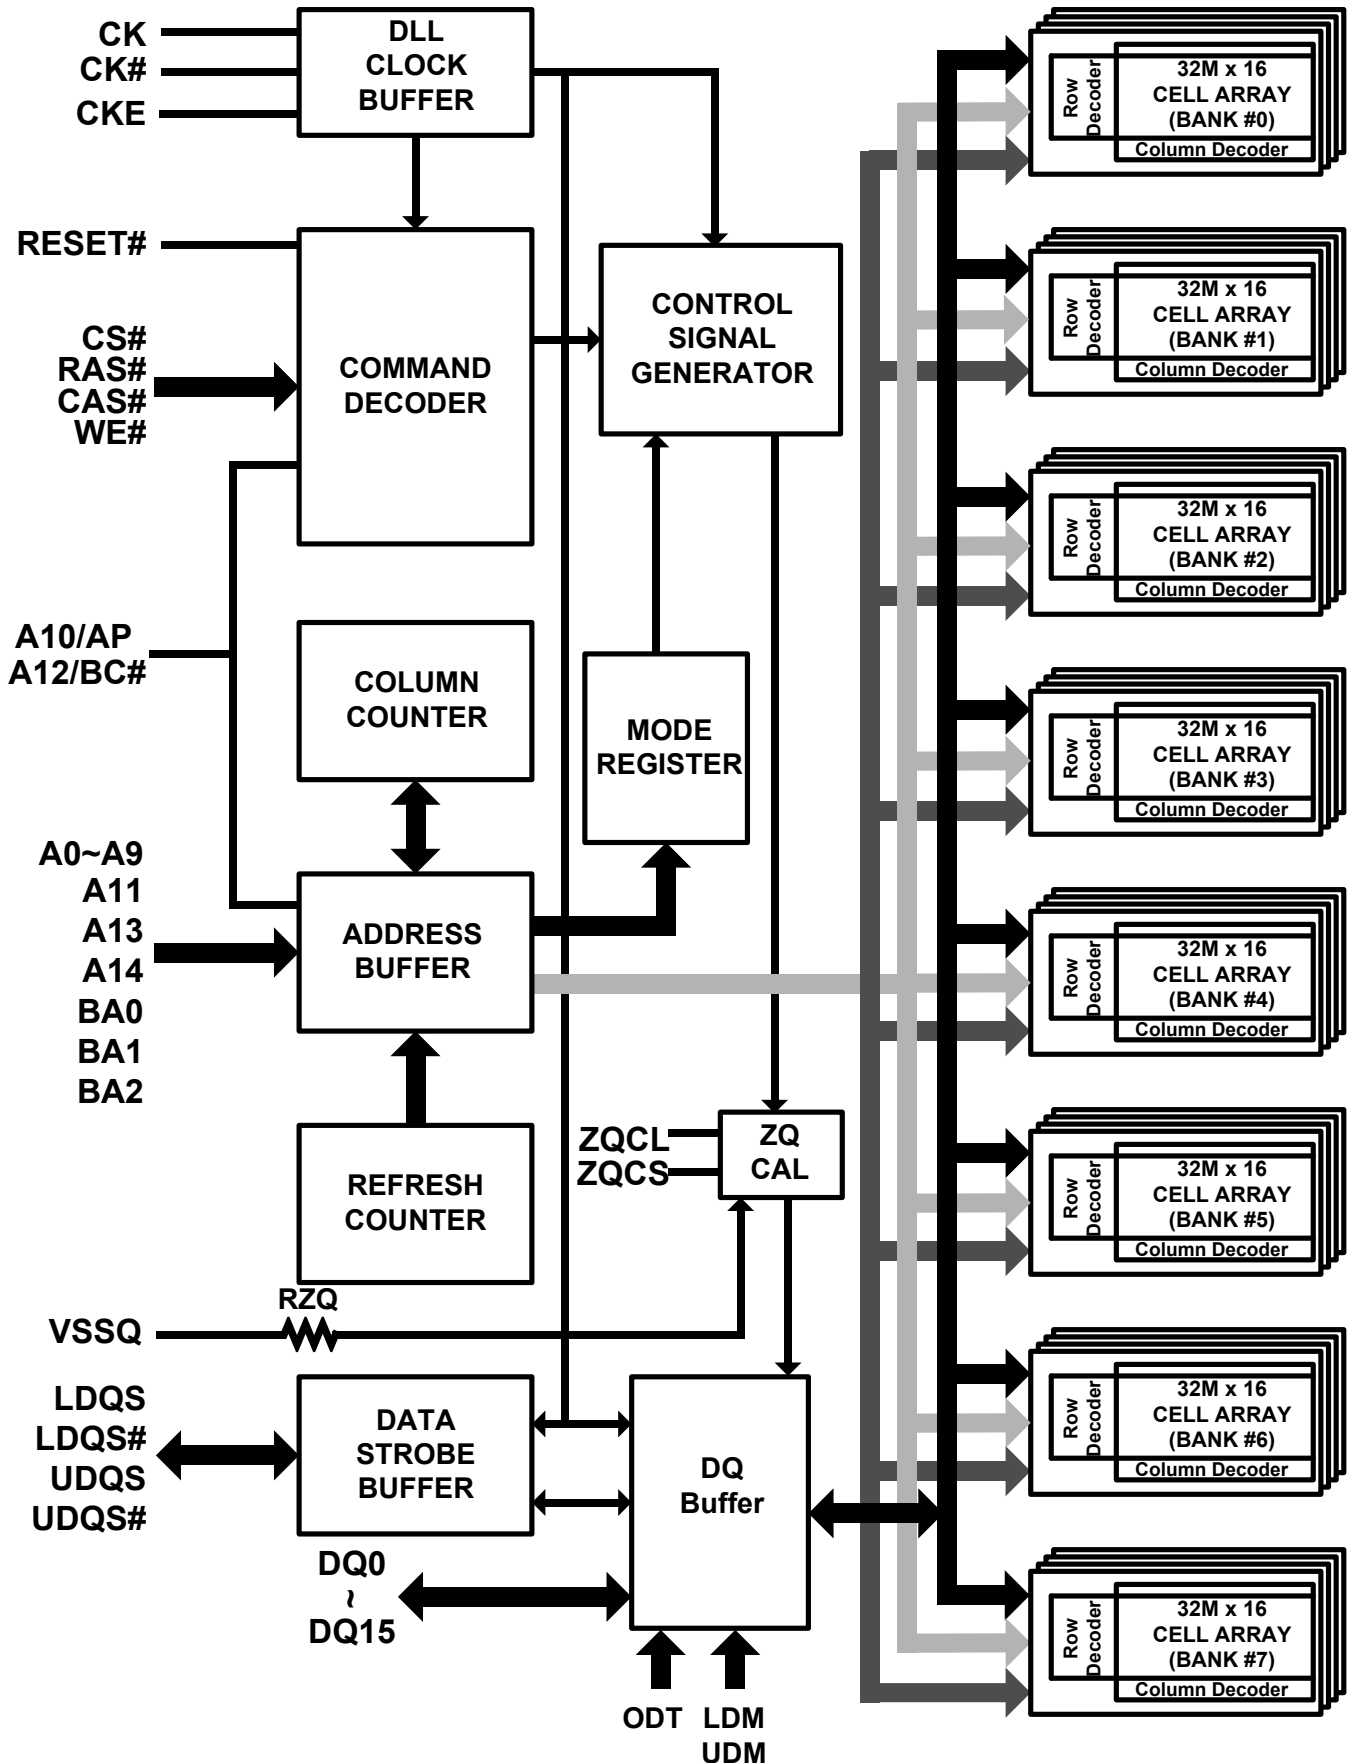 CK
CK#
CKE
DLL
CLOCK
BUFFER
RESET#
CS#
RAS#
CAS#
WE#
COMMAND
DECODER
CONTROL
SIGNAL
GENERATOR
A10/AP
A12/BC#
COLUMN
COUNTER
MODE
REGISTER
A0~A9
A11
A13
A14
BA0
BA1
BA2
ADDRESS
BUFFER
REFRESH
COUNTER
ZQCL
ZQCS
ZQ
CAL
RZQ
VSSQ
LDQS
LDQS#
UDQS
UDQS#
DATA
STROBE
BUFFER
DQ
Buffer
DQ0
~
DQ15
ODT
LDM
UDM
Row
Decoder
32M x 16
CELL ARRAY
(BANK #0)
Column Decoder
Row
Decoder
32M x 16
CELL ARRAY
(BANK #1)
Column Decoder
Row
Decoder
32M x 16
CELL ARRAY
(BANK #2)
Column Decoder
Row
Decoder
32M x 16
CELL ARRAY
(BANK #3)
Column Decoder
Row
Decoder
32M x 16
CELL ARRAY
(BANK #4)
Column Decoder
Row
Decoder
32M x 16
CELL ARRAY
(BANK #5)
Column Decoder
Row
Decoder
32M x 16
CELL ARRAY
(BANK #6)
Column Decoder
Row
Decoder
32M x 16
CELL ARRAY
(BANK #7)
Column Decoder